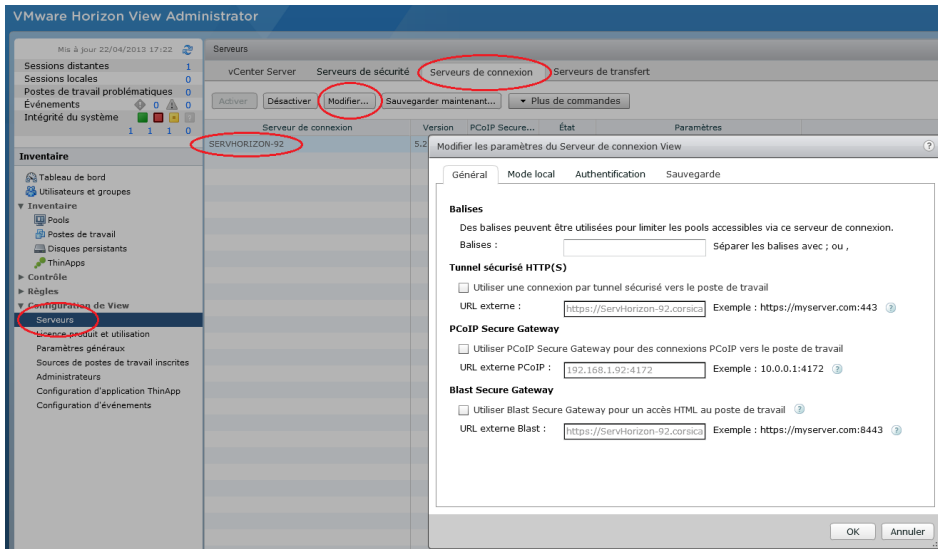 VMware Horizon View Administrator
Mis à jour 22/04/2013 17:22
Sessions distantes 1
Sessions locales 0
Postes de travail problématiques 0
Événements 0 0
Intégrité du système
1 1 1 0
Inventaire
Tableau de bord
Utilisateurs et groupes
Inventaire
Pools
Postes de travail
Disques persistants
ThinApps
Contrôle
Règles
Configuration de View
Serveurs
Licence produit et utilisation
Paramètres généraux
Sources de postes de travail inscrites
Administrateurs
Configuration d'application ThinApp
Configuration d'événements
Serveurs
vCenter Server Serveurs de sécurité Serveurs de connexion Serveurs de transfert
Activer Désactiver Modifier... Sauvegarder maintenant... Plus de commandes
Serveur de connexion Version PCoIP Secure... État Paramètres
SERVHORIZON-92 5.2
Modifier les paramètres du Serveur de connexion View ?
Général Mode local Authentification Sauvegarde
Balises
Des balises peuvent être utilisées pour limiter les pools accessibles via ce serveur de connexion.
Balises : Séparer les balises avec ; ou ,
Tunnel sécurisé HTTP(S)
Utiliser une connexion par tunnel sécurisé vers le poste de travail
URL externe : https://ServHorizon-92.corsica Exemple : https://myserver.com:443 ?
PCoIP Secure Gateway
Utiliser PCoIP Secure Gateway pour des connexions PCoIP vers le poste de travail
URL externe PCoIP : 192.168.1.92:4172 Exemple : 10.0.0.1:4172 ?
Blast Secure Gateway
Utiliser Blast Secure Gateway pour un accès HTML au poste de travail ?
URL externe Blast : https://ServHorizon-92.corsica Exemple : https://myserver.com:8443 ?
OK Annuler